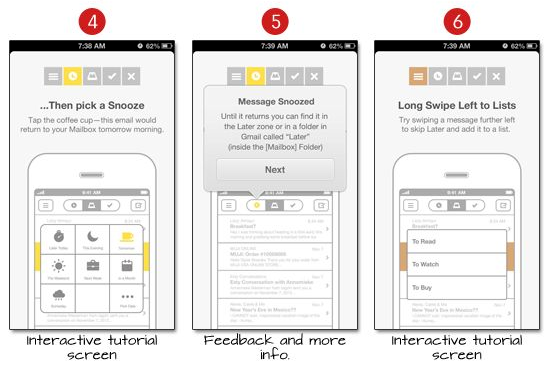 4
7:38 AM
62%
...Then pick a Snooze
Tap the coffee cup—this email would
return to your Mailbox tomorrow morning.
9:41 AM
Later Today
This Evening
Tomorrow
This Weekend
Next Week
In a Month
Someday
Pick Date
Interactive tutorial
screen
5
7:39 AM
62%
Message Snoozed
Until it returns you can find it in
the Later zone or in a folder in
Gmail called “Later”
(inside the [Mailbox] Folder)
Next
9:41 AM
Breakfast?
Easy Conversation with Annamieke
New Year's Eve in Mexico??
Feedback and more
info.
6
7:39 AM
62%
Long Swipe Left to Lists
Try swiping a message further left
to skip Later and add it to a list.
9:41 AM
Breakfast?
To Read
To Watch
To Buy
New Year's Eve in Mexico??
Interactive tutorial
screen